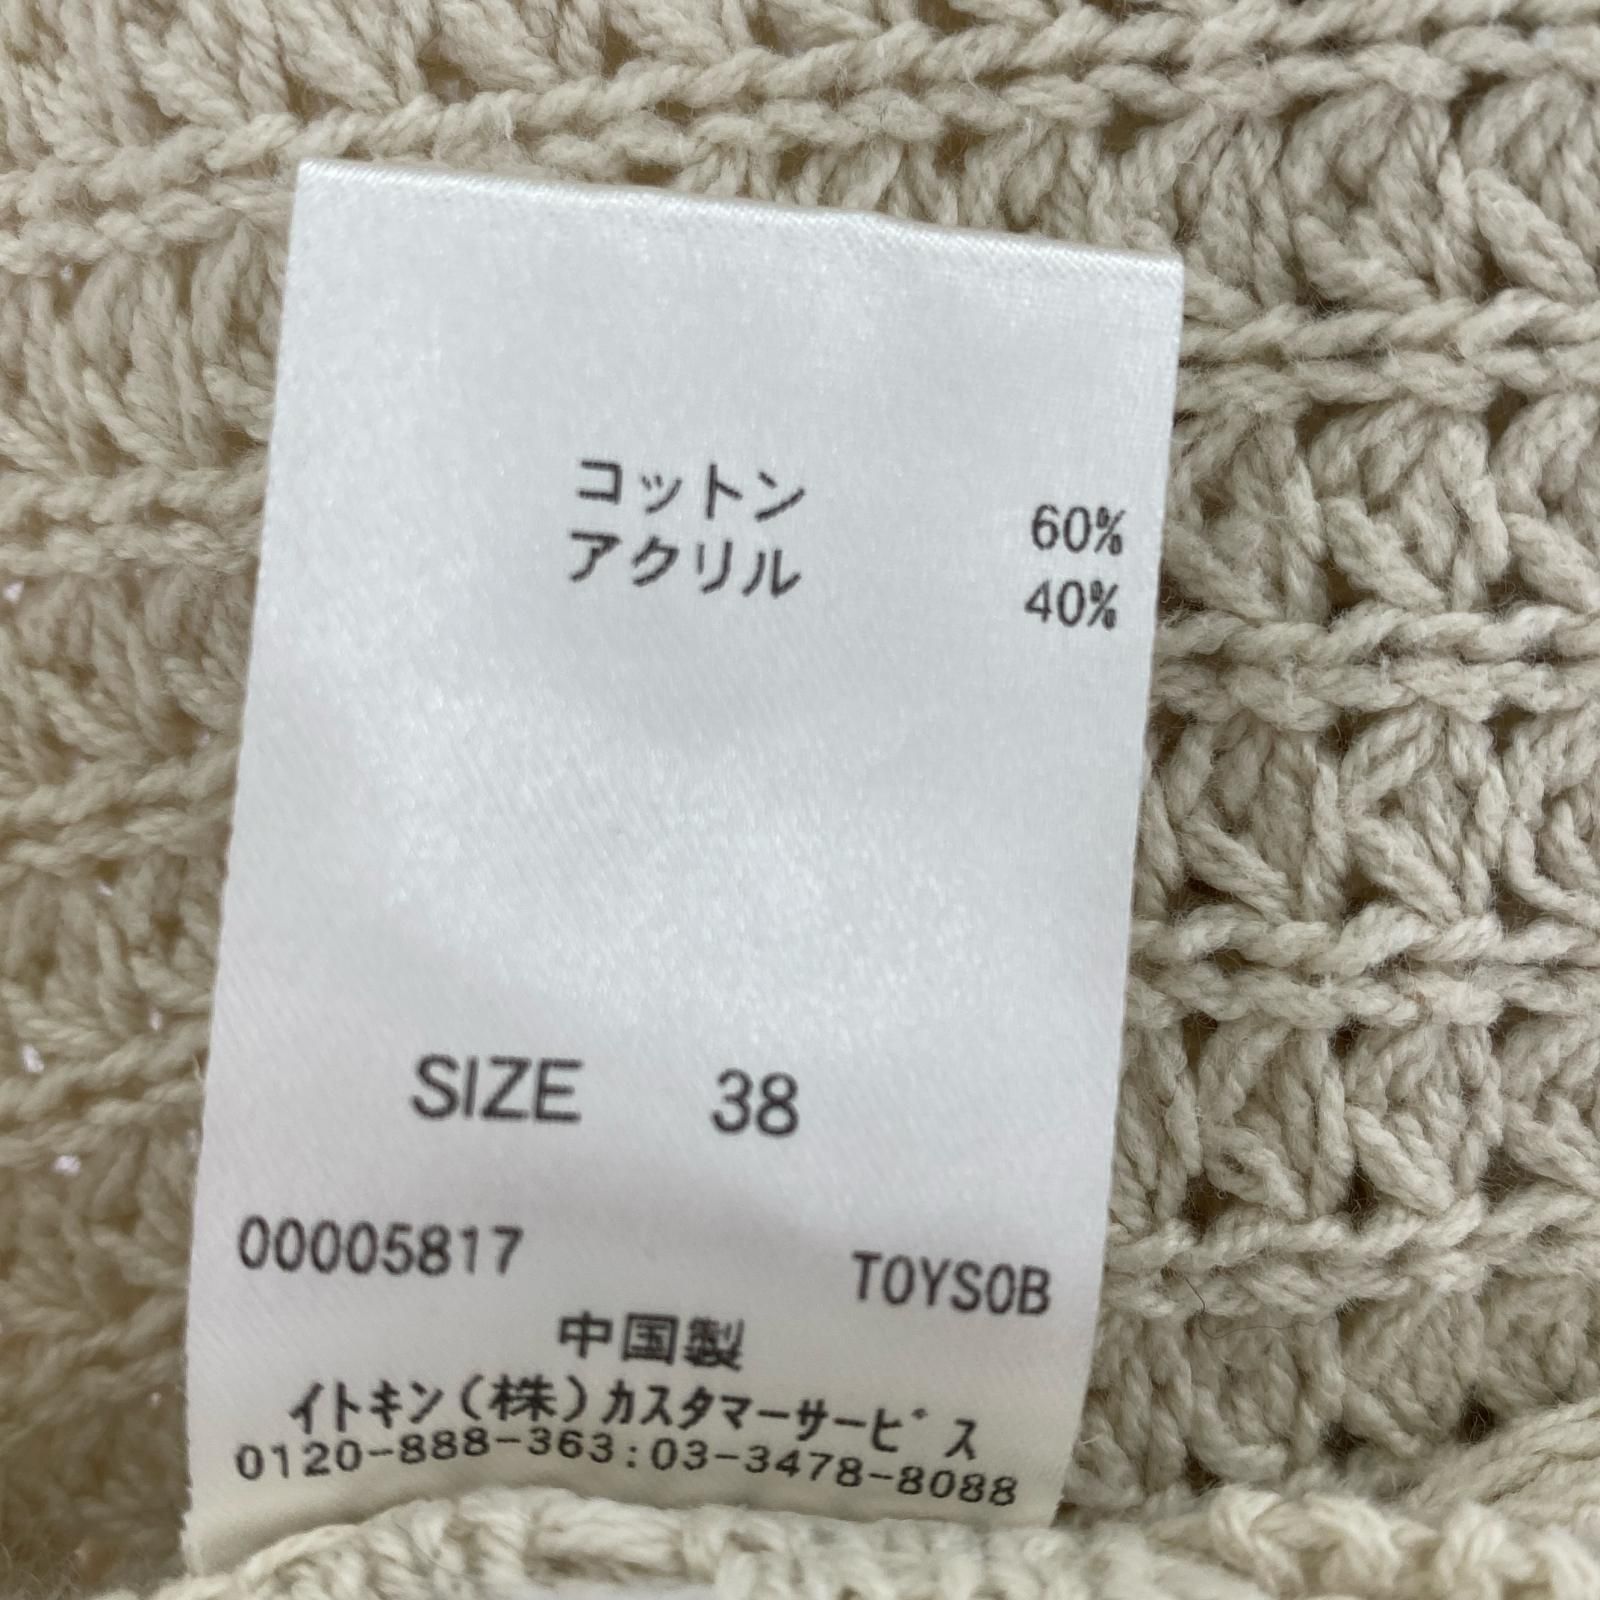 コットン 60%
アクリル 40%
SIZE 38
00005817 T0YS0B
中国製
イトキン(株)カスタマーサービス
0120-888-363:03-3478-8088